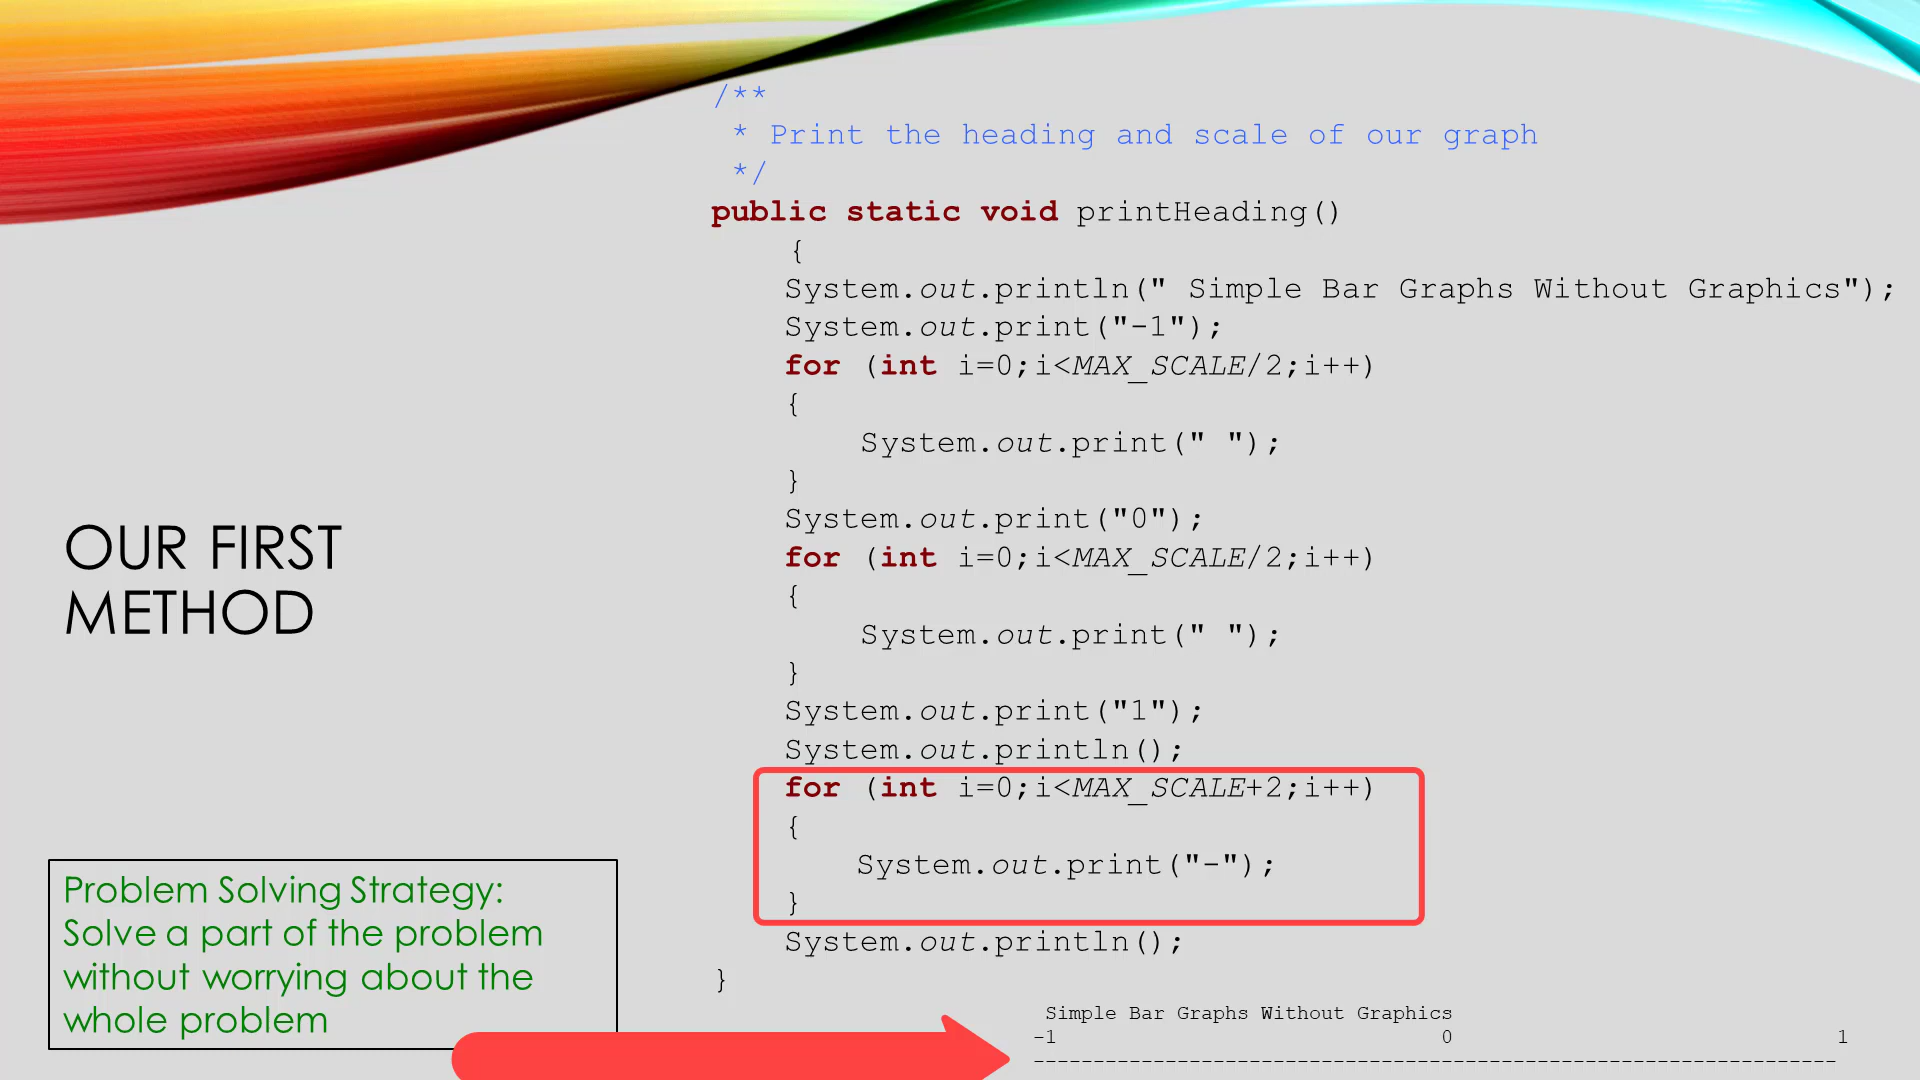 /**
 * Print the heading and scale of our graph
 */
public static void printHeading()
    {
    System.out.println(" Simple Bar Graphs Without Graphics");
    System.out.print("-1");
    for (int i=0;i<MAX_SCALE/2;i++)
    {
        System.out.print(" ");
    }
    System.out.print("0");
    for (int i=0;i<MAX_SCALE/2;i++)
    {
        System.out.print(" ");
    }
    System.out.print("1");
    System.out.println();
    for (int i=0;i<MAX_SCALE+2;i++)
    {
        System.out.print("-");
    }
    System.out.println();
}
OUR FIRST
METHOD
Problem Solving Strategy:
Solve a part of the problem
without worrying about the
whole problem
 Simple Bar Graphs Without Graphics
-1                                0                                1
-------------------------------------------------------------------